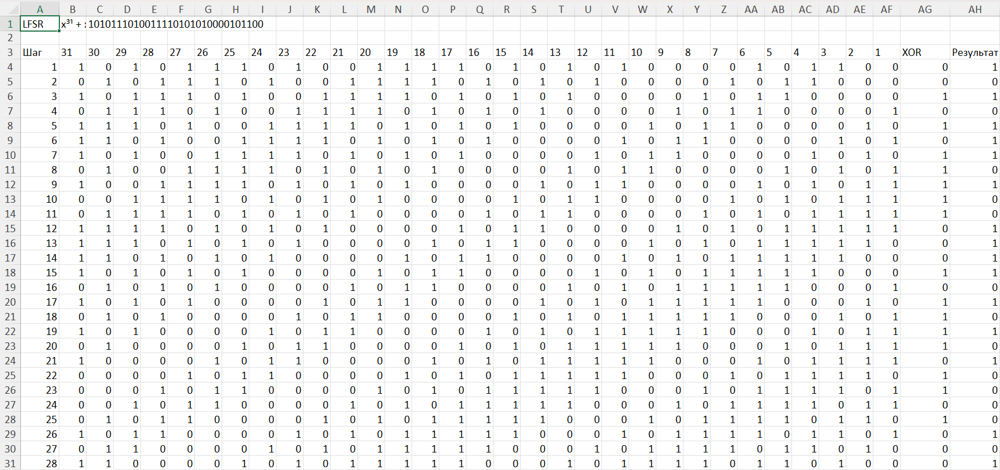 A B C D E F G H I J K L M N O P Q R S T U V W X Y Z AA AB AC AD AE AF AG AH
1 LFSR x³¹ + 1010111010011110101010000101100
2
3 Шаг 31 30 29 28 27 26 25 24 23 22 21 20 19 18 17 16 15 14 13 12 11 10 9 8 7 6 5 4 3 2 1 XOR Результат
4 1 1 0 1 0 1 1 1 0 1 0 0 1 1 1 1 0 1 0 1 0 1 0 0 0 0 1 0 1 1 0 0 0 1
5 2 0 1 0 1 1 1 0 1 0 0 1 1 1 1 0 1 0 1 0 1 0 0 0 0 1 0 1 1 0 0 0 0 0
6 3 1 0 1 1 1 0 1 0 0 1 1 1 1 0 1 0 1 0 1 0 0 0 0 1 0 1 1 0 0 0 0 1 1
7 4 0 1 1 1 0 1 0 0 1 1 1 1 0 1 0 1 0 1 0 0 0 0 1 0 1 1 0 0 0 0 1 0 0
8 5 1 1 1 0 1 0 0 1 1 1 1 0 1 0 1 0 1 0 0 0 0 1 0 1 1 0 0 0 0 1 0 1 1
9 6 1 1 0 1 0 0 1 1 1 1 0 1 0 1 0 1 0 0 0 0 1 0 1 1 0 0 0 0 1 0 1 0 1
10 7 1 0 1 0 0 1 1 1 1 0 1 0 1 0 1 0 0 0 0 1 0 1 1 0 0 0 0 1 0 1 0 1 1
11 8 0 1 0 0 1 1 1 1 0 1 0 1 0 1 0 0 0 0 1 0 1 1 0 0 0 0 1 0 1 0 1 1 0
12 9 1 0 0 1 1 1 1 0 1 0 1 0 1 0 0 0 0 1 0 1 1 0 0 0 0 1 0 1 0 1 1 1 1
13 10 0 0 1 1 1 1 0 1 0 1 0 1 0 0 0 0 1 0 1 1 0 0 0 0 1 0 1 0 1 1 1 1 0
14 11 0 1 1 1 1 0 1 0 1 0 1 0 0 0 0 1 0 1 1 0 0 0 0 1 0 1 0 1 1 1 1 1 0
15 12 1 1 1 1 0 1 0 1 0 1 0 0 0 0 1 0 1 1 0 0 0 0 1 0 1 0 1 1 1 1 1 0 1
16 13 1 1 1 0 1 0 1 0 1 0 0 0 0 1 0 1 1 0 0 0 0 1 0 1 0 1 1 1 1 1 0 0 1
17 14 1 1 0 1 0 1 0 1 0 0 0 0 1 0 1 1 0 0 0 0 1 0 1 0 1 1 1 1 1 0 0 0 1
18 15 1 0 1 0 1 0 1 0 0 0 0 1 0 1 1 0 0 0 0 1 0 1 0 1 1 1 1 1 0 0 0 1 1
19 16 0 1 0 1 0 1 0 0 0 0 1 0 1 1 0 0 0 0 1 0 1 0 1 1 1 1 1 0 0 0 1 0 0
20 17 1 0 1 0 1 0 0 0 0 1 0 1 1 0 0 0 0 1 0 1 0 1 1 1 1 1 0 0 0 1 0 1 1
21 18 0 1 0 1 0 0 0 0 1 0 1 1 0 0 0 0 1 0 1 0 1 1 1 1 1 0 0 0 1 0 1 1 0
22 19 1 0 1 0 0 0 0 1 0 1 1 0 0 0 0 1 0 1 0 1 1 1 1 1 0 0 0 1 0 1 1 1 1
23 20 0 1 0 0 0 0 1 0 1 1 0 0 0 0 1 0 1 0 1 1 1 1 1 0 0 0 1 0 1 1 1 1 0
24 21 1 0 0 0 0 1 0 1 1 0 0 0 0 1 0 1 0 1 1 1 1 1 0 0 0 1 0 1 1 1 1 0 1
25 22 0 0 0 0 1 0 1 1 0 0 0 0 1 0 1 0 1 1 1 1 1 0 0 0 1 0 1 1 1 1 0 1 0
26 23 0 0 0 1 0 1 1 0 0 0 0 1 0 1 0 1 1 1 1 1 0 0 0 1 0 1 1 1 1 0 1 1 0
27 24 0 0 1 0 1 1 0 0 0 0 1 0 1 0 1 1 1 1 1 0 0 0 1 0 1 1 1 1 0 1 1 0 0
28 25 0 1 0 1 1 0 0 0 0 1 0 1 0 1 1 1 1 1 0 0 0 1 0 1 1 1 1 0 1 1 0 1 0
29 26 1 0 1 1 0 0 0 0 1 0 1 0 1 1 1 1 1 0 0 0 1 0 1 1 1 1 0 1 1 0 1 0 1
30 27 0 1 1 0 0 0 0 1 0 1 0 1 1 1 1 1 0 0 0 1 0 1 1 1 1 0 1 1 0 1 0 0 0
31 28 1 1 0 0 0 0 1 0 1 0 1 1 1 1 1 0 0 0 1 0 1 1 1 1 0 1 1 0 1 0 0 0 1